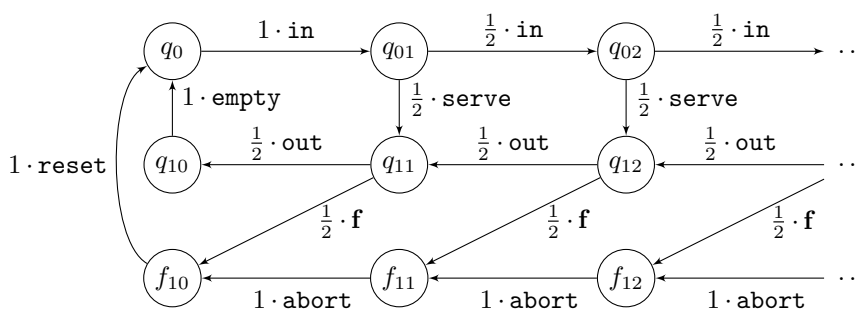 1 · in ½ · in ½ · in
q₀ q₀₁ q₀₂ ··
1 · empty ½ · serve ½ · serve
½ · out ½ · out ½ · out
1 · reset q₁₀ q₁₁ q₁₂ ··
½ · f ½ · f ½ · f
f₁₀ f₁₁ f₁₂ ··
1 · abort 1 · abort 1 · abort